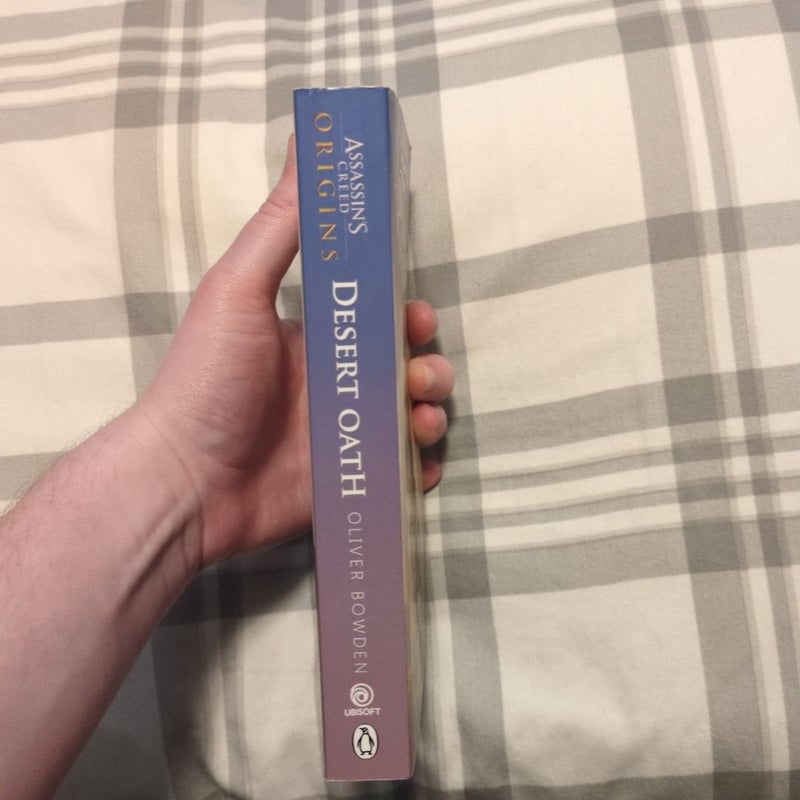 ASSASSIN'S
CREED
ORIGINS
DESERT OATH
OLIVER BOWDEN
UBISOFT